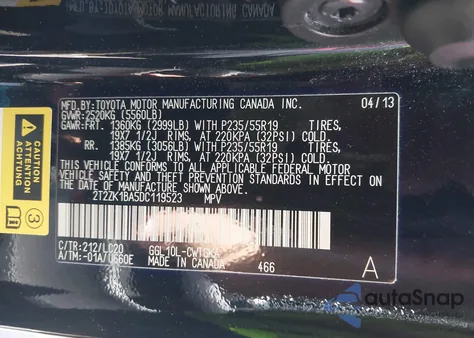 MFD.BY:TOYOTA MOTOR MANUFACTURING CANADA INC. 04/13
GVWR:2520KG (5560LB)
GAWR:FRT. 1360KG (2999LB) WITH P235/55R19 TIRES,
19X7 1/2J RIMS, AT 220KPA (32PSI) COLD.
RR. 1385KG (3056LB) WITH P235/55R19 TIRES,
19X7 1/2J RIMS, AT 220KPA (32PSI) COLD.
THIS VEHICLE CONFORMS TO ALL APPLICABLE FEDERAL MOTOR
VEHICLE SAFETY AND THEFT PREVENTION STANDARDS IN EFFECT ON
THE DATE OF MANUFACTURE SHOWN ABOVE.
2T2ZK1BA5DC119523 MPV
C/TR:212/LC20
A/TM:-01A/U660E
MADE IN CANADA 466
A
CAUTION
ATTENTION
3
autoSnap